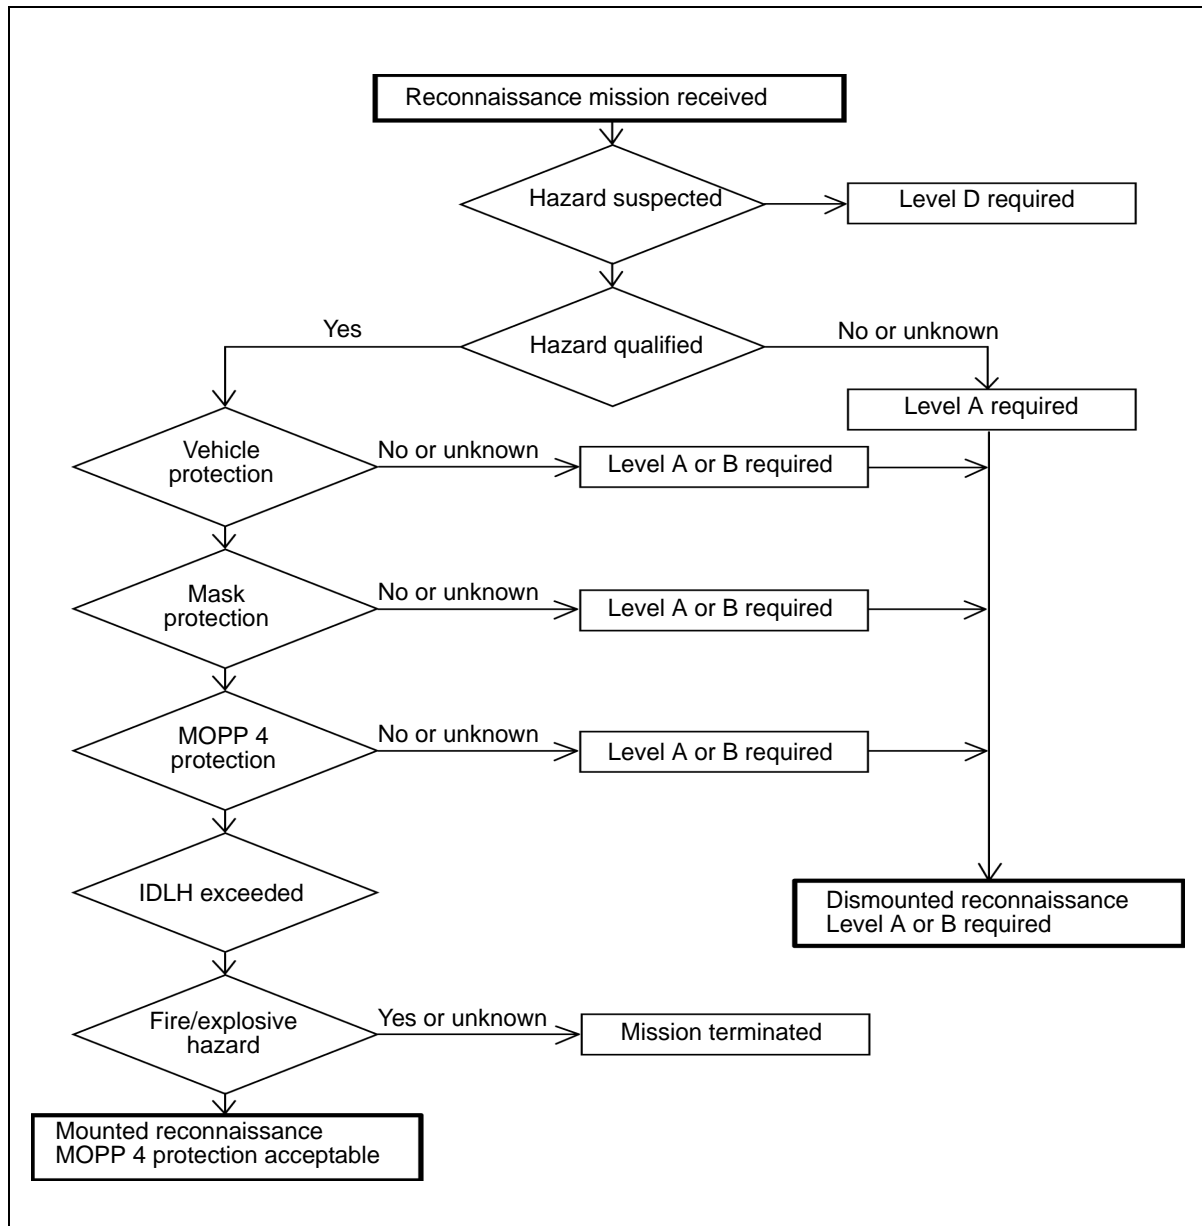 Reconnaissance mission received
Hazard suspected
Level D required
Hazard qualified
Yes
No or unknown
Level A required
Vehicle
protection
No or unknown
Level A or B required
Mask
protection
No or unknown
Level A or B required
MOPP 4
protection
No or unknown
Level A or B required
IDLH exceeded
Dismounted reconnaissance
Level A or B required
Fire/explosive
hazard
Yes or unknown
Mission terminated
Mounted reconnaissance
MOPP 4 protection acceptable